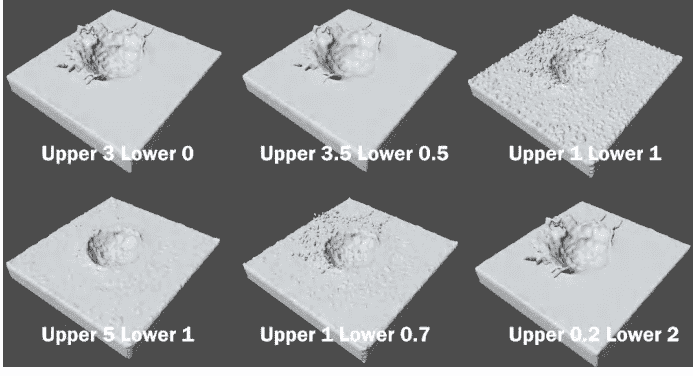 Upper 3 Lower 0
Upper 3.5 Lower 0.5
Upper 1 Lower 1
Upper 5 Lower 1
Upper 1 Lower 0.7
Upper 0.2 Lower 2